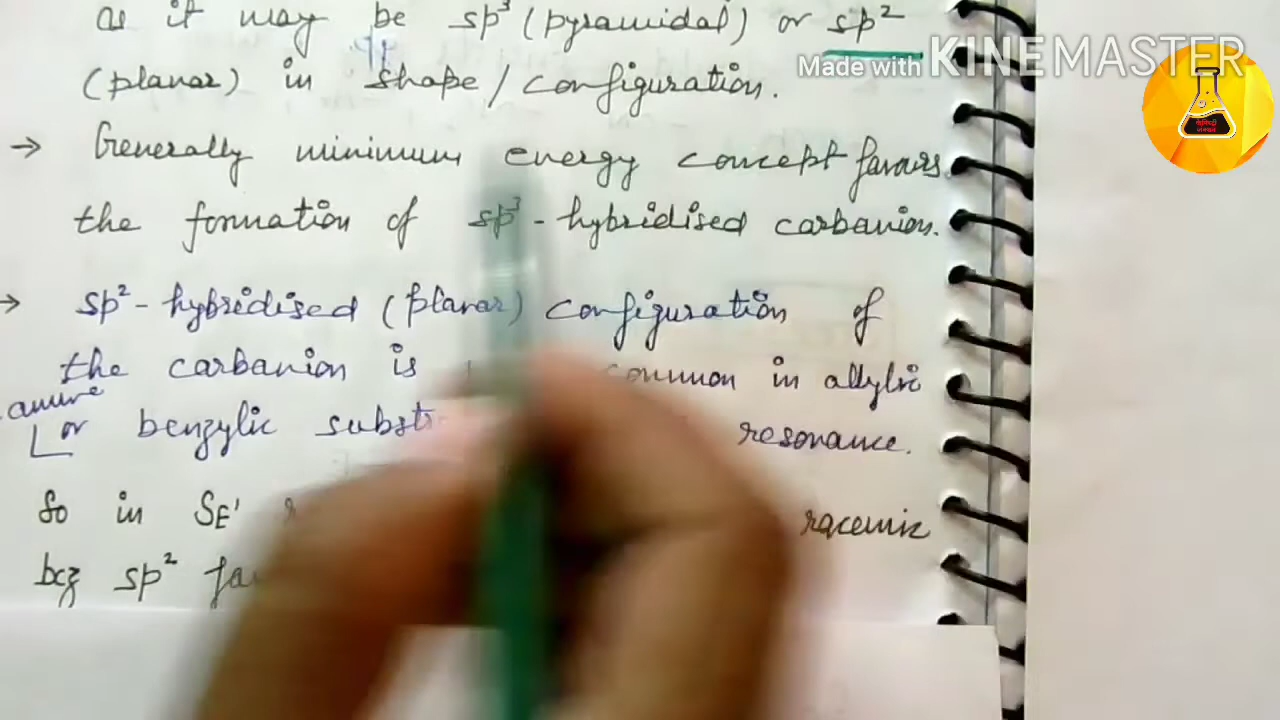 as it may be sp³ (pyramidal) or sp²
(planar) in shape/configuration.
→ Generally minimum energy concept favours
the formation of sp³-hybridised carbanion.
→ sp²-hybridised (planar) configuration of
the carbanion is common in allylic
or benzylic resonance.
So in SE' racemic
bcz sp²
Made with KINEMASTER